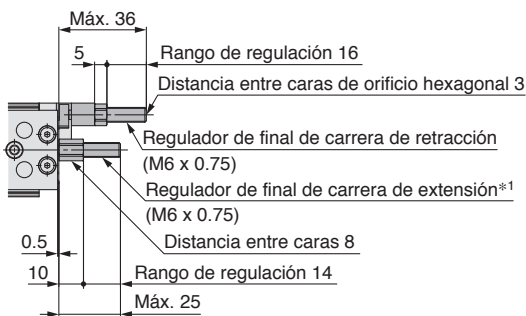 Máx. 36
5 Rango de regulación 16
Distancia entre caras de orificio hexagonal 3
Regulador de final de carrera de retracción
(M6 x 0.75)
Regulador de final de carrera de extensión*1
(M6 x 0.75)
0.5 Distancia entre caras 8
10 Rango de regulación 14
Máx. 25